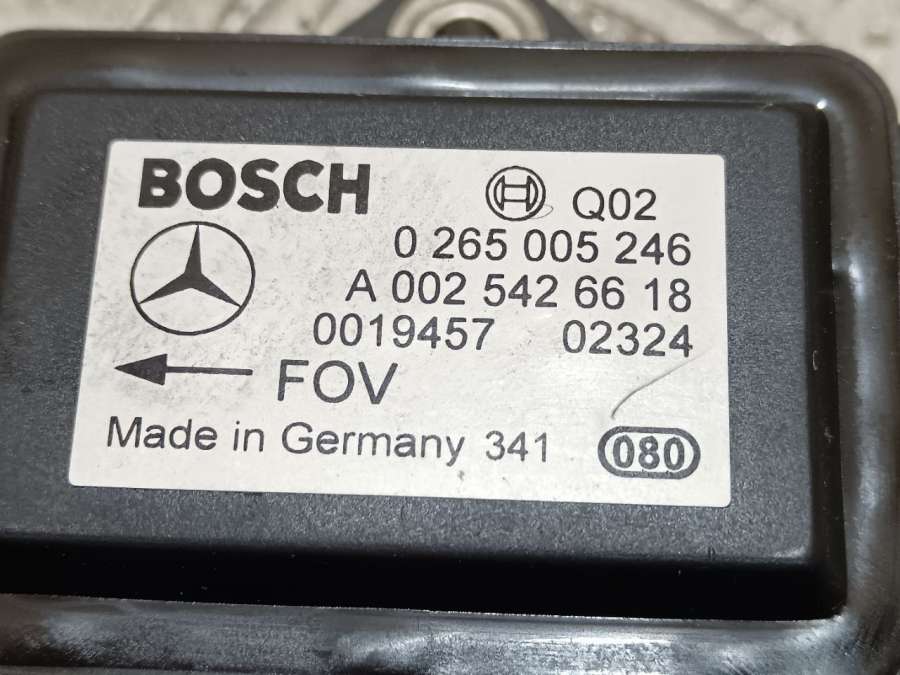 BOSCH
Q02
0 265 005 246
A 002 542 66 18
0019457 02324
FOV
Made in Germany 341
080